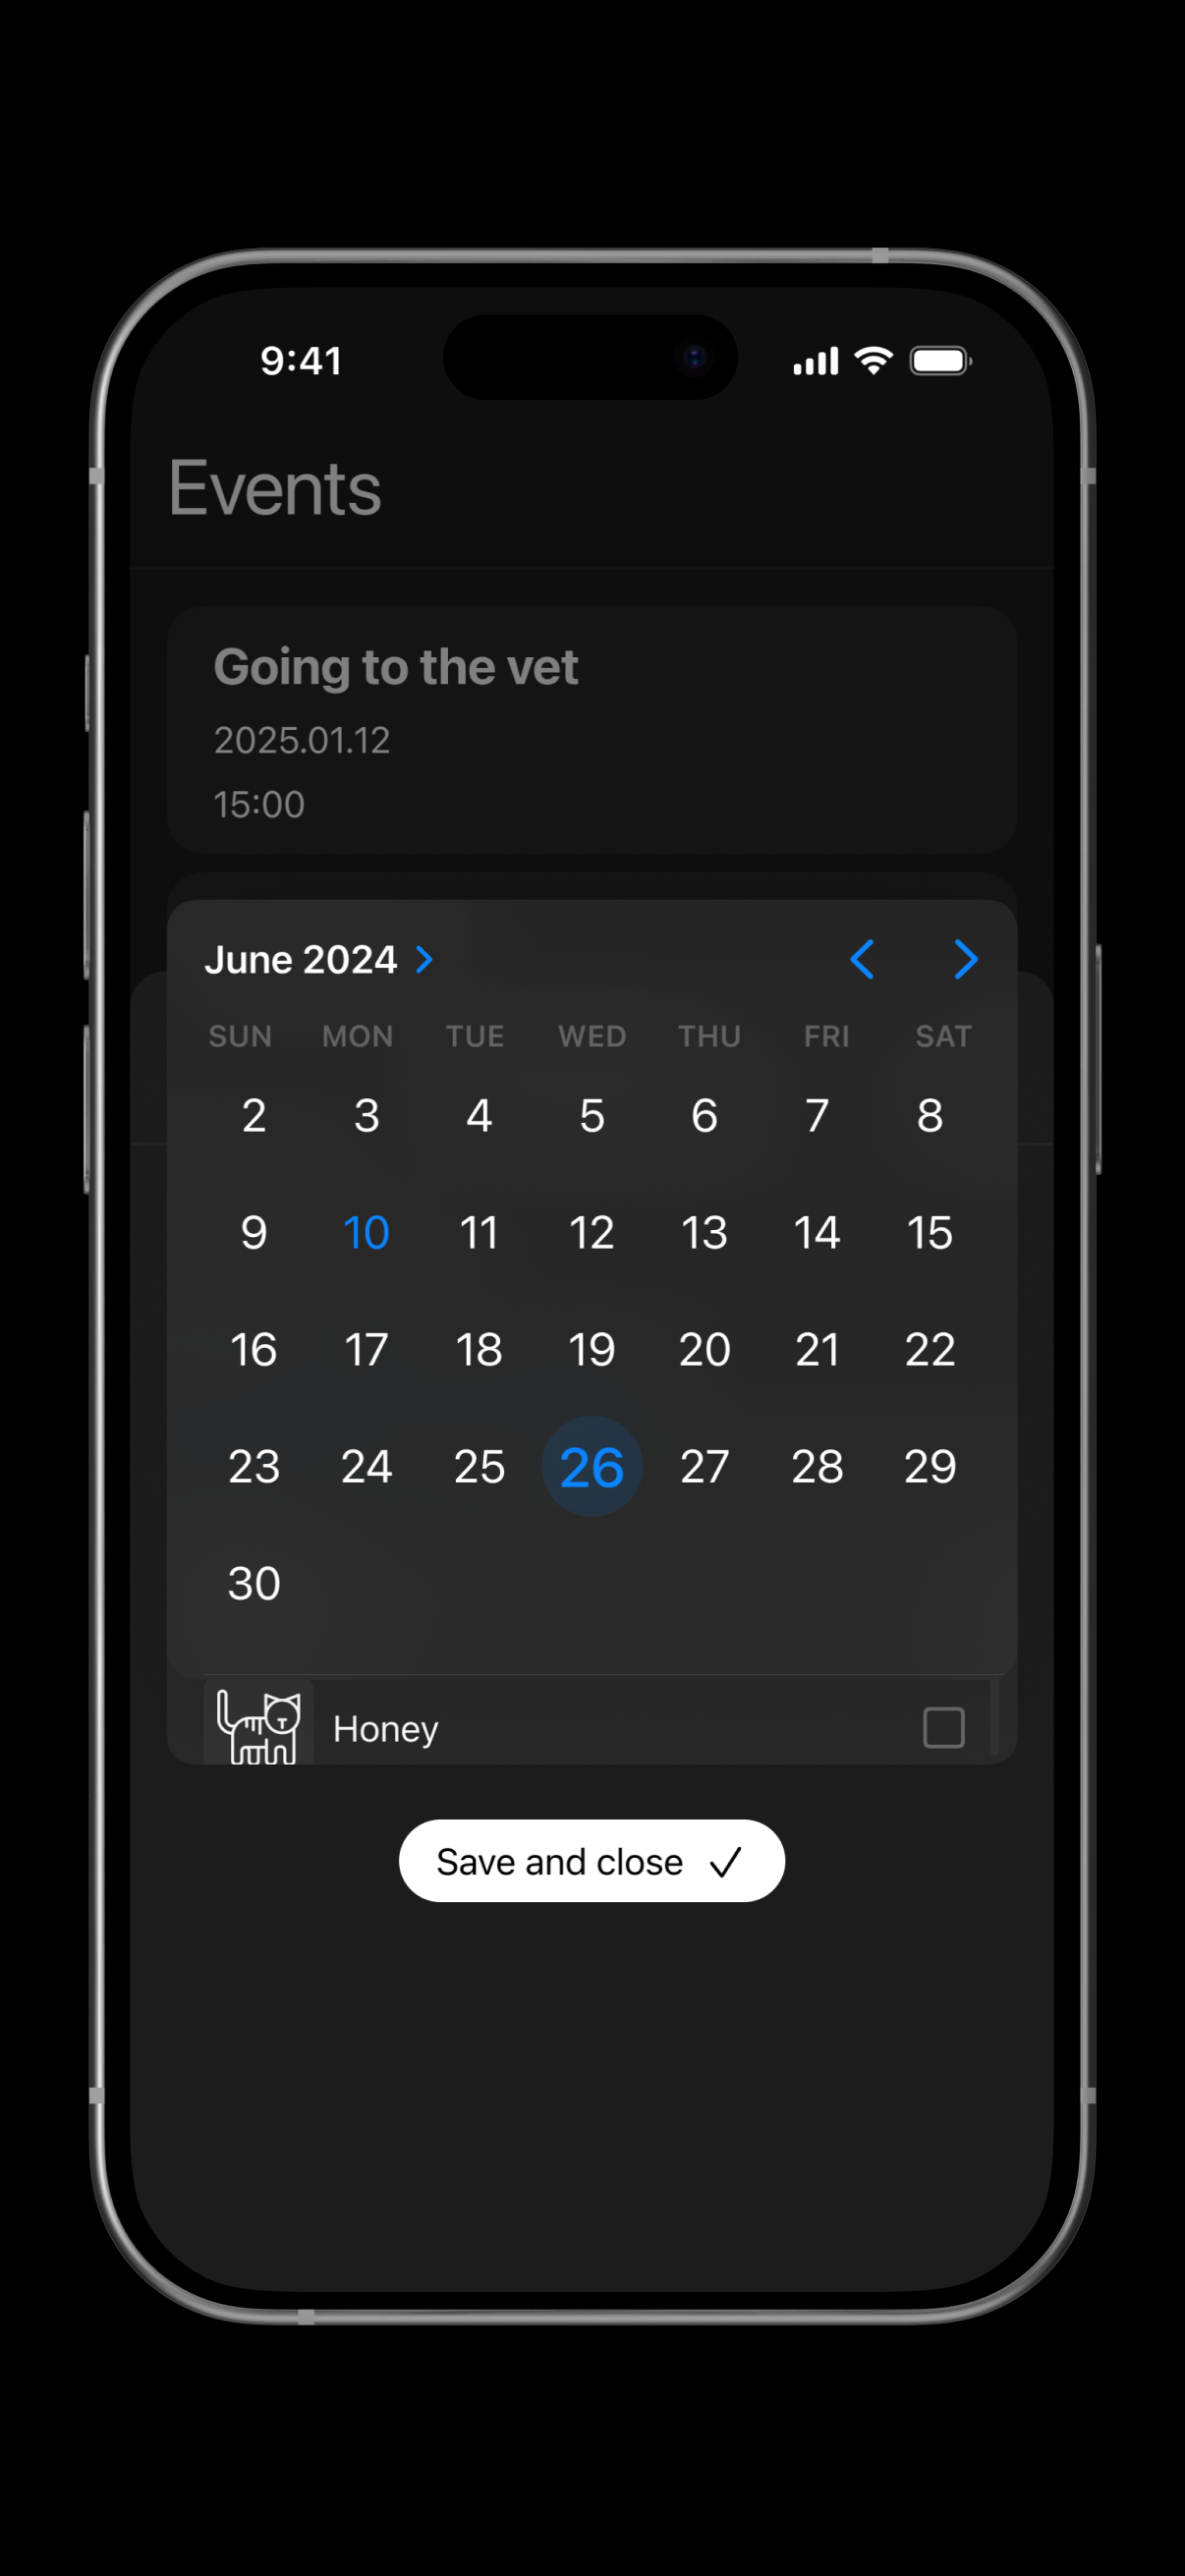 9:41
Events
Going to the vet
2025.01.12
15:00
June 2024
SUN MON TUE WED THU FRI SAT
2 3 4 5 6 7 8
9 10 11 12 13 14 15
16 17 18 19 20 21 22
23 24 25 26 27 28 29
30
Honey
Save and close